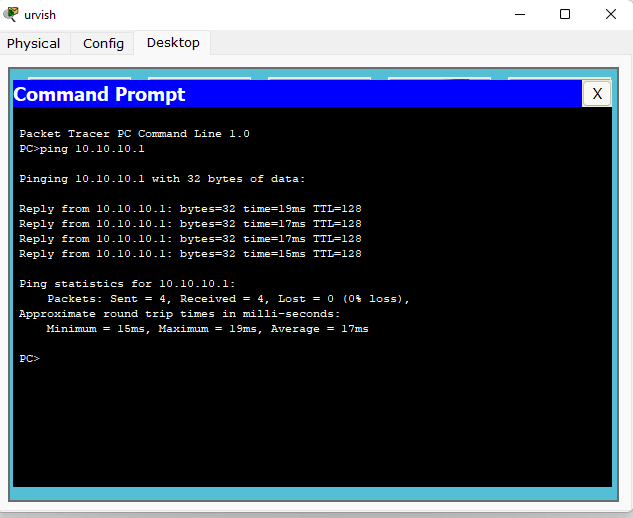 urvish
Physical Config Desktop
Command Prompt X
Packet Tracer PC Command Line 1.0
PC>ping 10.10.10.1
Pinging 10.10.10.1 with 32 bytes of data:
Reply from 10.10.10.1: bytes=32 time=19ms TTL=128
Reply from 10.10.10.1: bytes=32 time=17ms TTL=128
Reply from 10.10.10.1: bytes=32 time=17ms TTL=128
Reply from 10.10.10.1: bytes=32 time=15ms TTL=128
Ping statistics for 10.10.10.1:
Packets: Sent = 4, Received = 4, Lost = 0 (0% loss),
Approximate round trip times in milli-seconds:
Minimum = 15ms, Maximum = 19ms, Average = 17ms
PC>